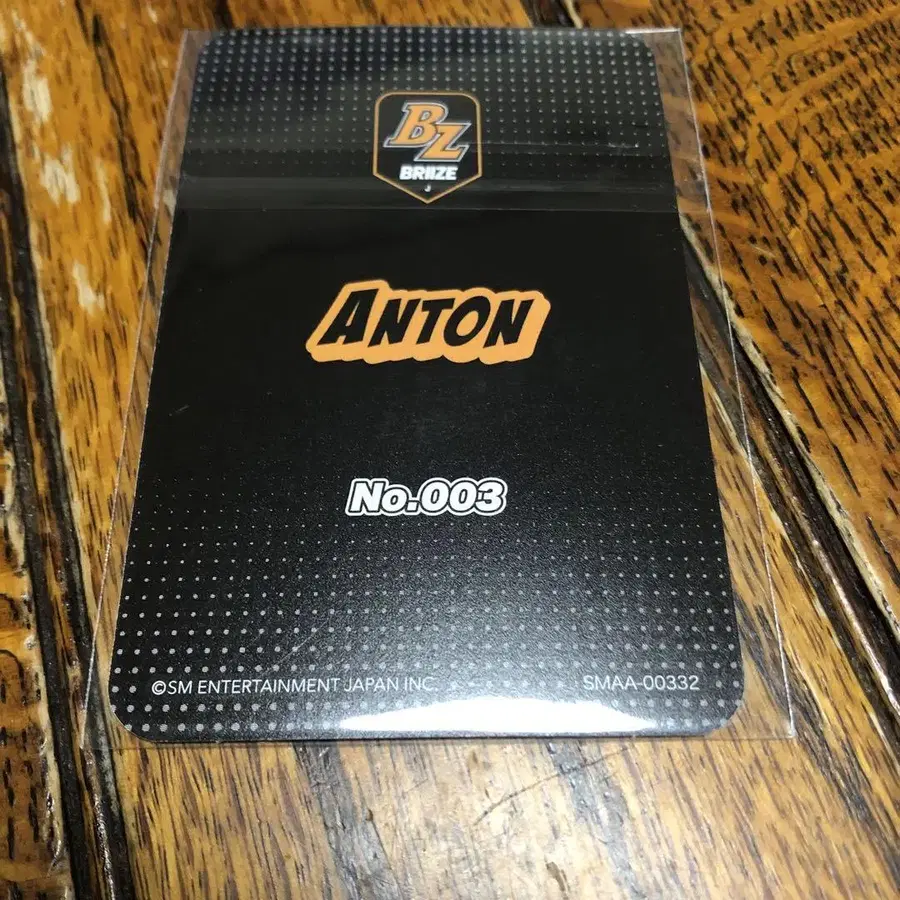 BZ
BRIIZE
ANTON
No.003
©SM ENTERTAINMENT JAPAN INC.
SMAA-00332